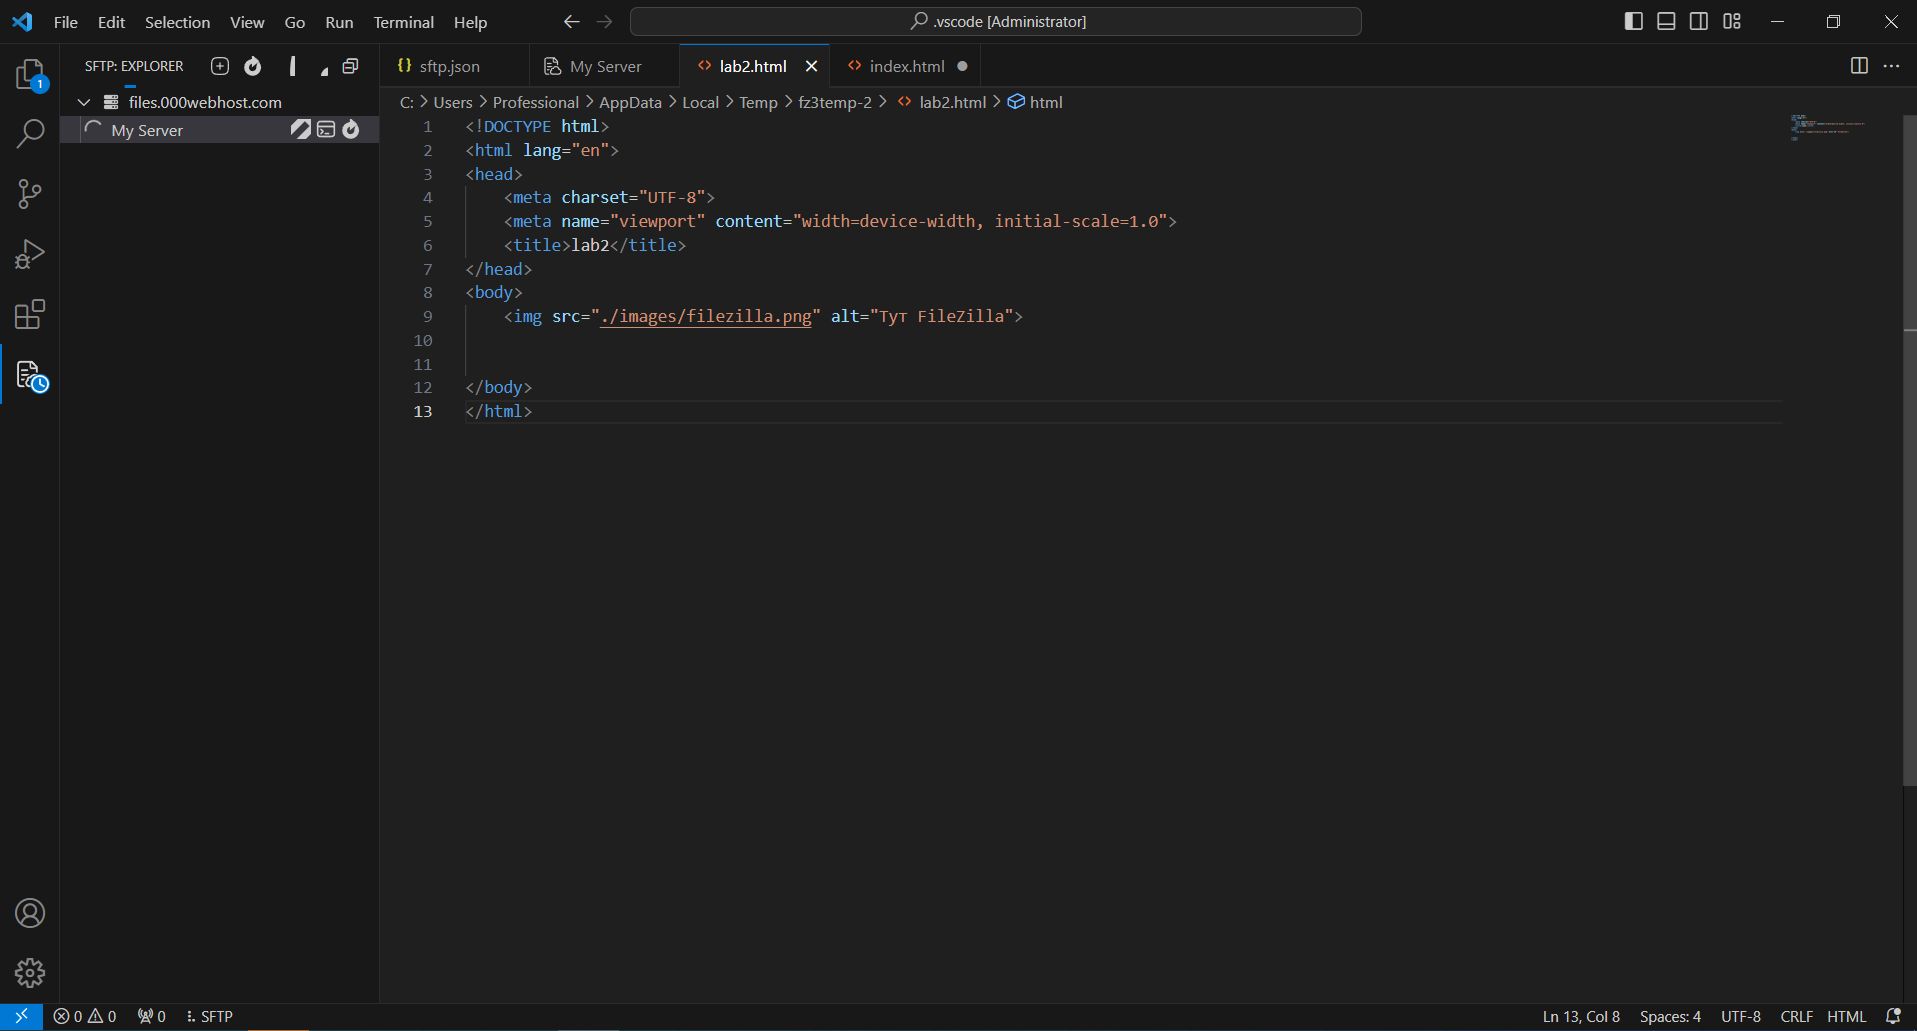 File Edit Selection View Go Run Terminal Help
.vscode [Administrator]
SFTP: EXPLORER
1
files.000webhost.com
My Server
{} sftp.json
My Server
<> lab2.html
<> index.html
C: > Users > Professional > AppData > Local > Temp > fz3temp-2 > <> lab2.html > html
1 <!DOCTYPE html>
2 <html lang="en">
3 <head>
4 <meta charset="UTF-8">
5 <meta name="viewport" content="width=device-width, initial-scale=1.0">
6 <title>lab2</title>
7 </head>
8 <body>
9 <img src="./images/filezilla.png" alt="Тут FileZilla">
10
11
12 </body>
13 </html>
0 0 0 SFTP
Ln 13, Col 8 Spaces: 4 UTF-8 CRLF HTML